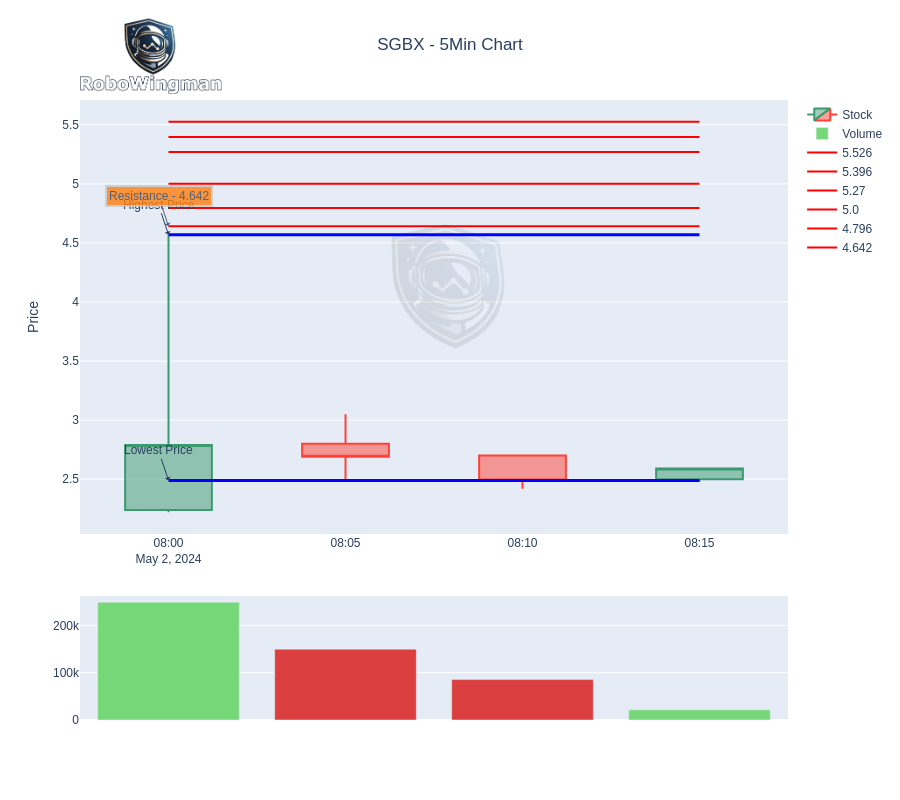 RoboWingman
SGBX - 5Min Chart
Stock
Volume
5.526
5.396
5.27
5.0
4.796
4.642
5.5
5
4.5
4
3.5
3
2.5
Price
Resistance - 4.642
Highest Price
Lowest Price
08:00
08:05
08:10
08:15
May 2, 2024
200k
100k
0